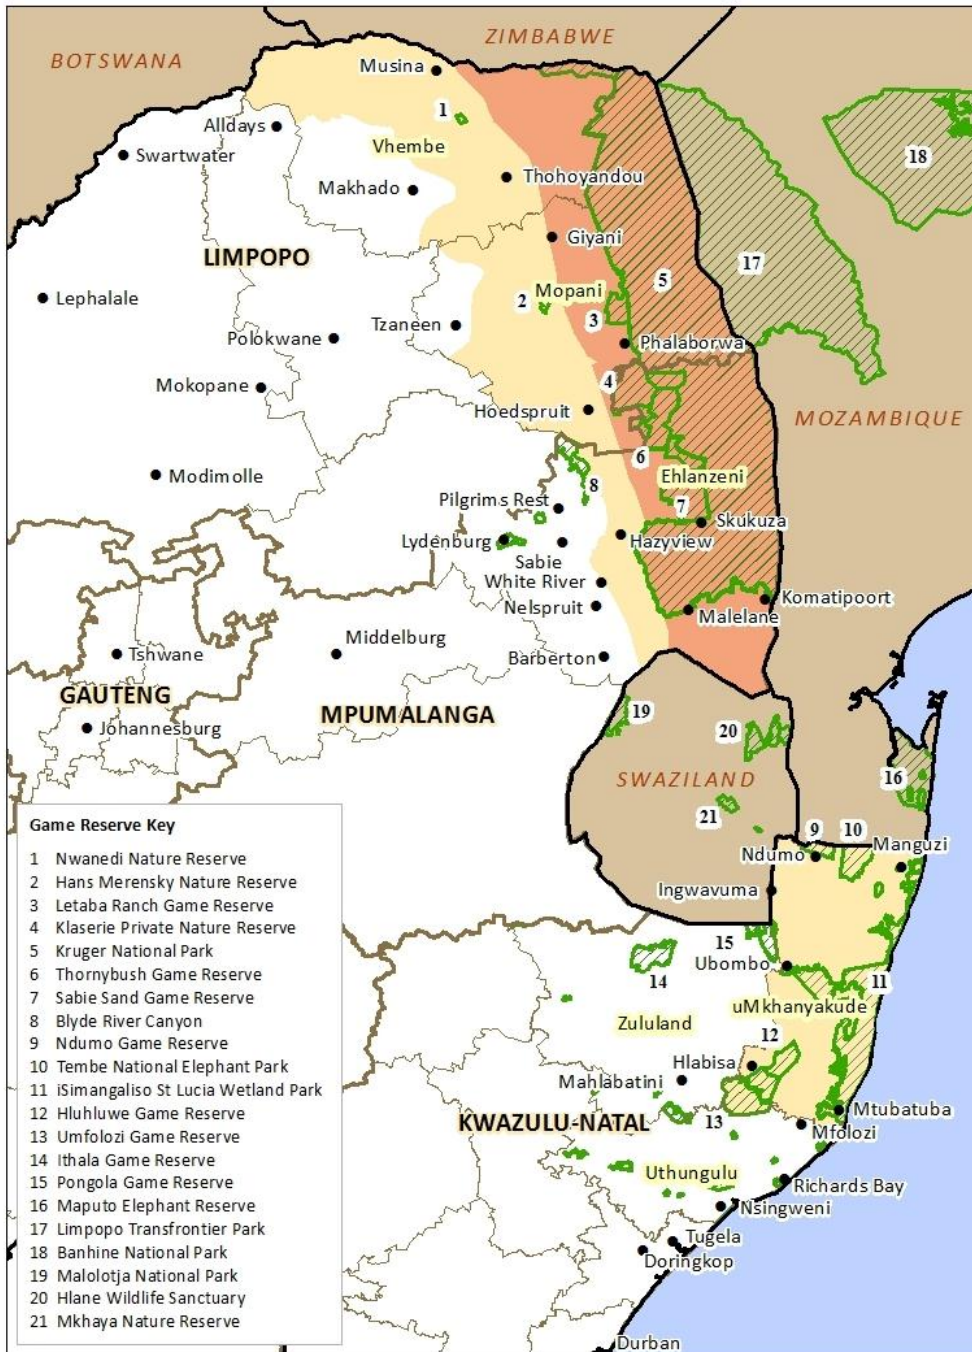 ZIMBABWE
BOTSWANA
Musina
1
Alldays
Vhembe
Swartwater
18
Thohoyandou
Makhado
Giyani
LIMPOPO
17
5
Mopani
Lephalale
2
3
Tzaneen
Polokwane
Phalaborwa
Mokopane
4
Hoedspruit
MOZAMBIQUE
6
Modimolle
Ehlanzeni
8
Pilgrims Rest
7
Skukuza
Lydenburg
Hazyview
Sabie
White River
Komatipoort
Nelspruit
Malelane
Middelburg
Tshwane
Barberton
GAUTENG
MPUMALANGA
19
Johannesburg
20
SWAZILAND
16
21
9
10
Manguzi
Ndumo
Ingwavuma
15
Ubombo
14
11
uMkhanyakude
Zululand
12
Hlabisa
Mahlabatini
Mtubatuba
KWAZULU-NATAL
13
Mfolozi
Uthungulu
Richards Bay
Nsingweni
Tugela
Doringkop
Durban
Game Reserve Key
1 Nwanedi Nature Reserve
2 Hans Merensky Nature Reserve
3 Letaba Ranch Game Reserve
4 Klaserie Private Nature Reserve
5 Kruger National Park
6 Thornybush Game Reserve
7 Sabie Sand Game Reserve
8 Blyde River Canyon
9 Ndumo Game Reserve
10 Tembe National Elephant Park
11 iSimangaliso St Lucia Wetland Park
12 Hluhluwe Game Reserve
13 Umfolozi Game Reserve
14 Ithala Game Reserve
15 Pongola Game Reserve
16 Maputo Elephant Reserve
17 Limpopo Transfrontier Park
18 Banhine National Park
19 Malolotja National Park
20 Hlane Wildlife Sanctuary
21 Mkhaya Nature Reserve